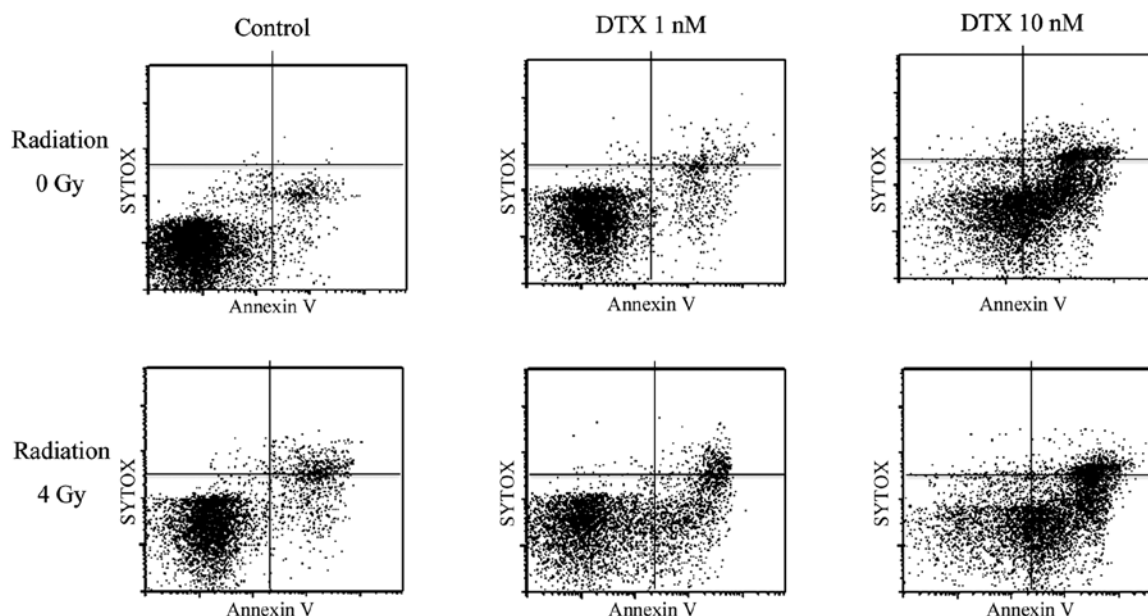 Control
DTX 1 nM
DTX 10 nM
Radiation
0 Gy
SYTOX
Annexin V
SYTOX
Annexin V
SYTOX
Annexin V
Radiation
4 Gy
SYTOX
Annexin V
SYTOX
Annexin V
SYTOX
Annexin V